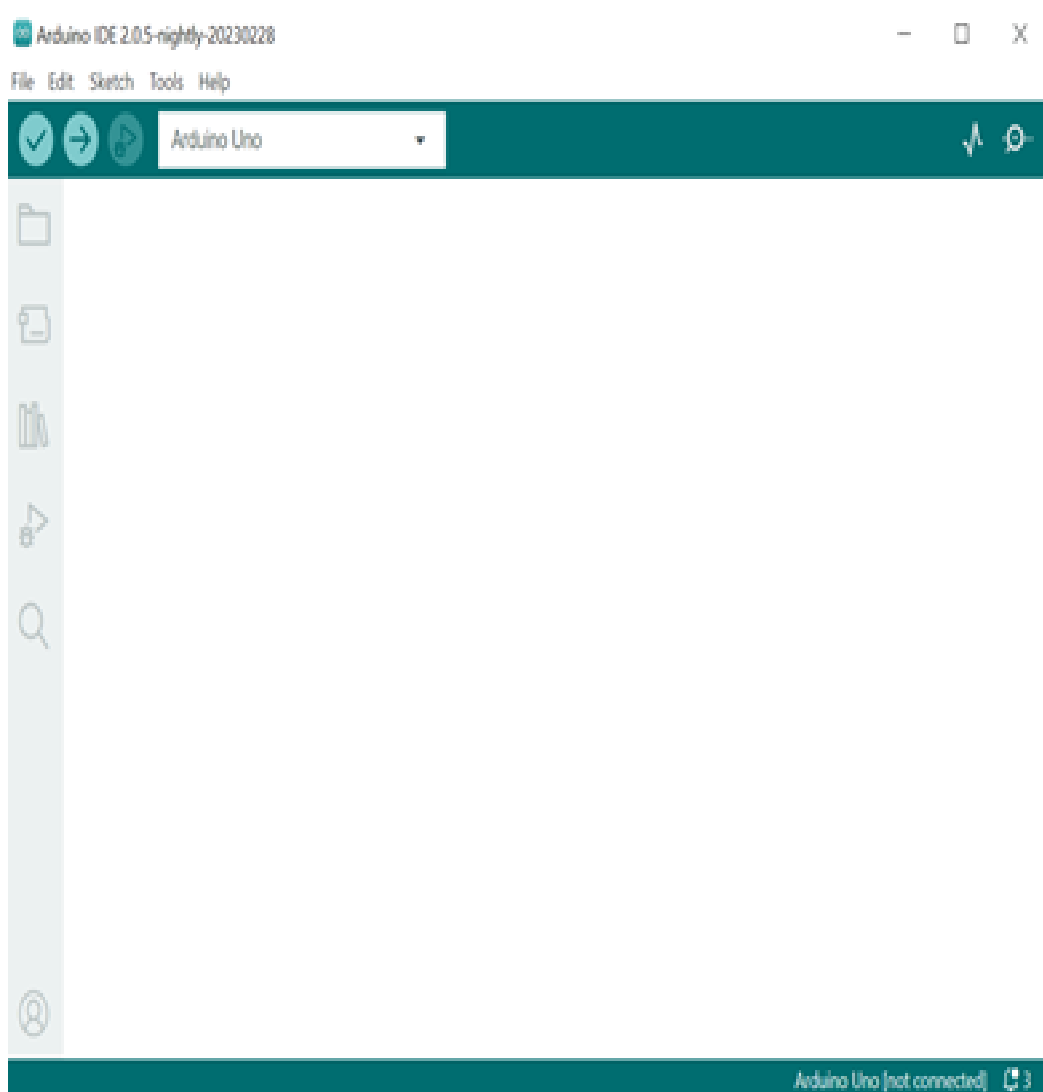 Arduino IDE 2.0.5-nightly-20230228
File Edit Sketch Tools Help
Arduino Uno
Arduino Uno [not connected] 3